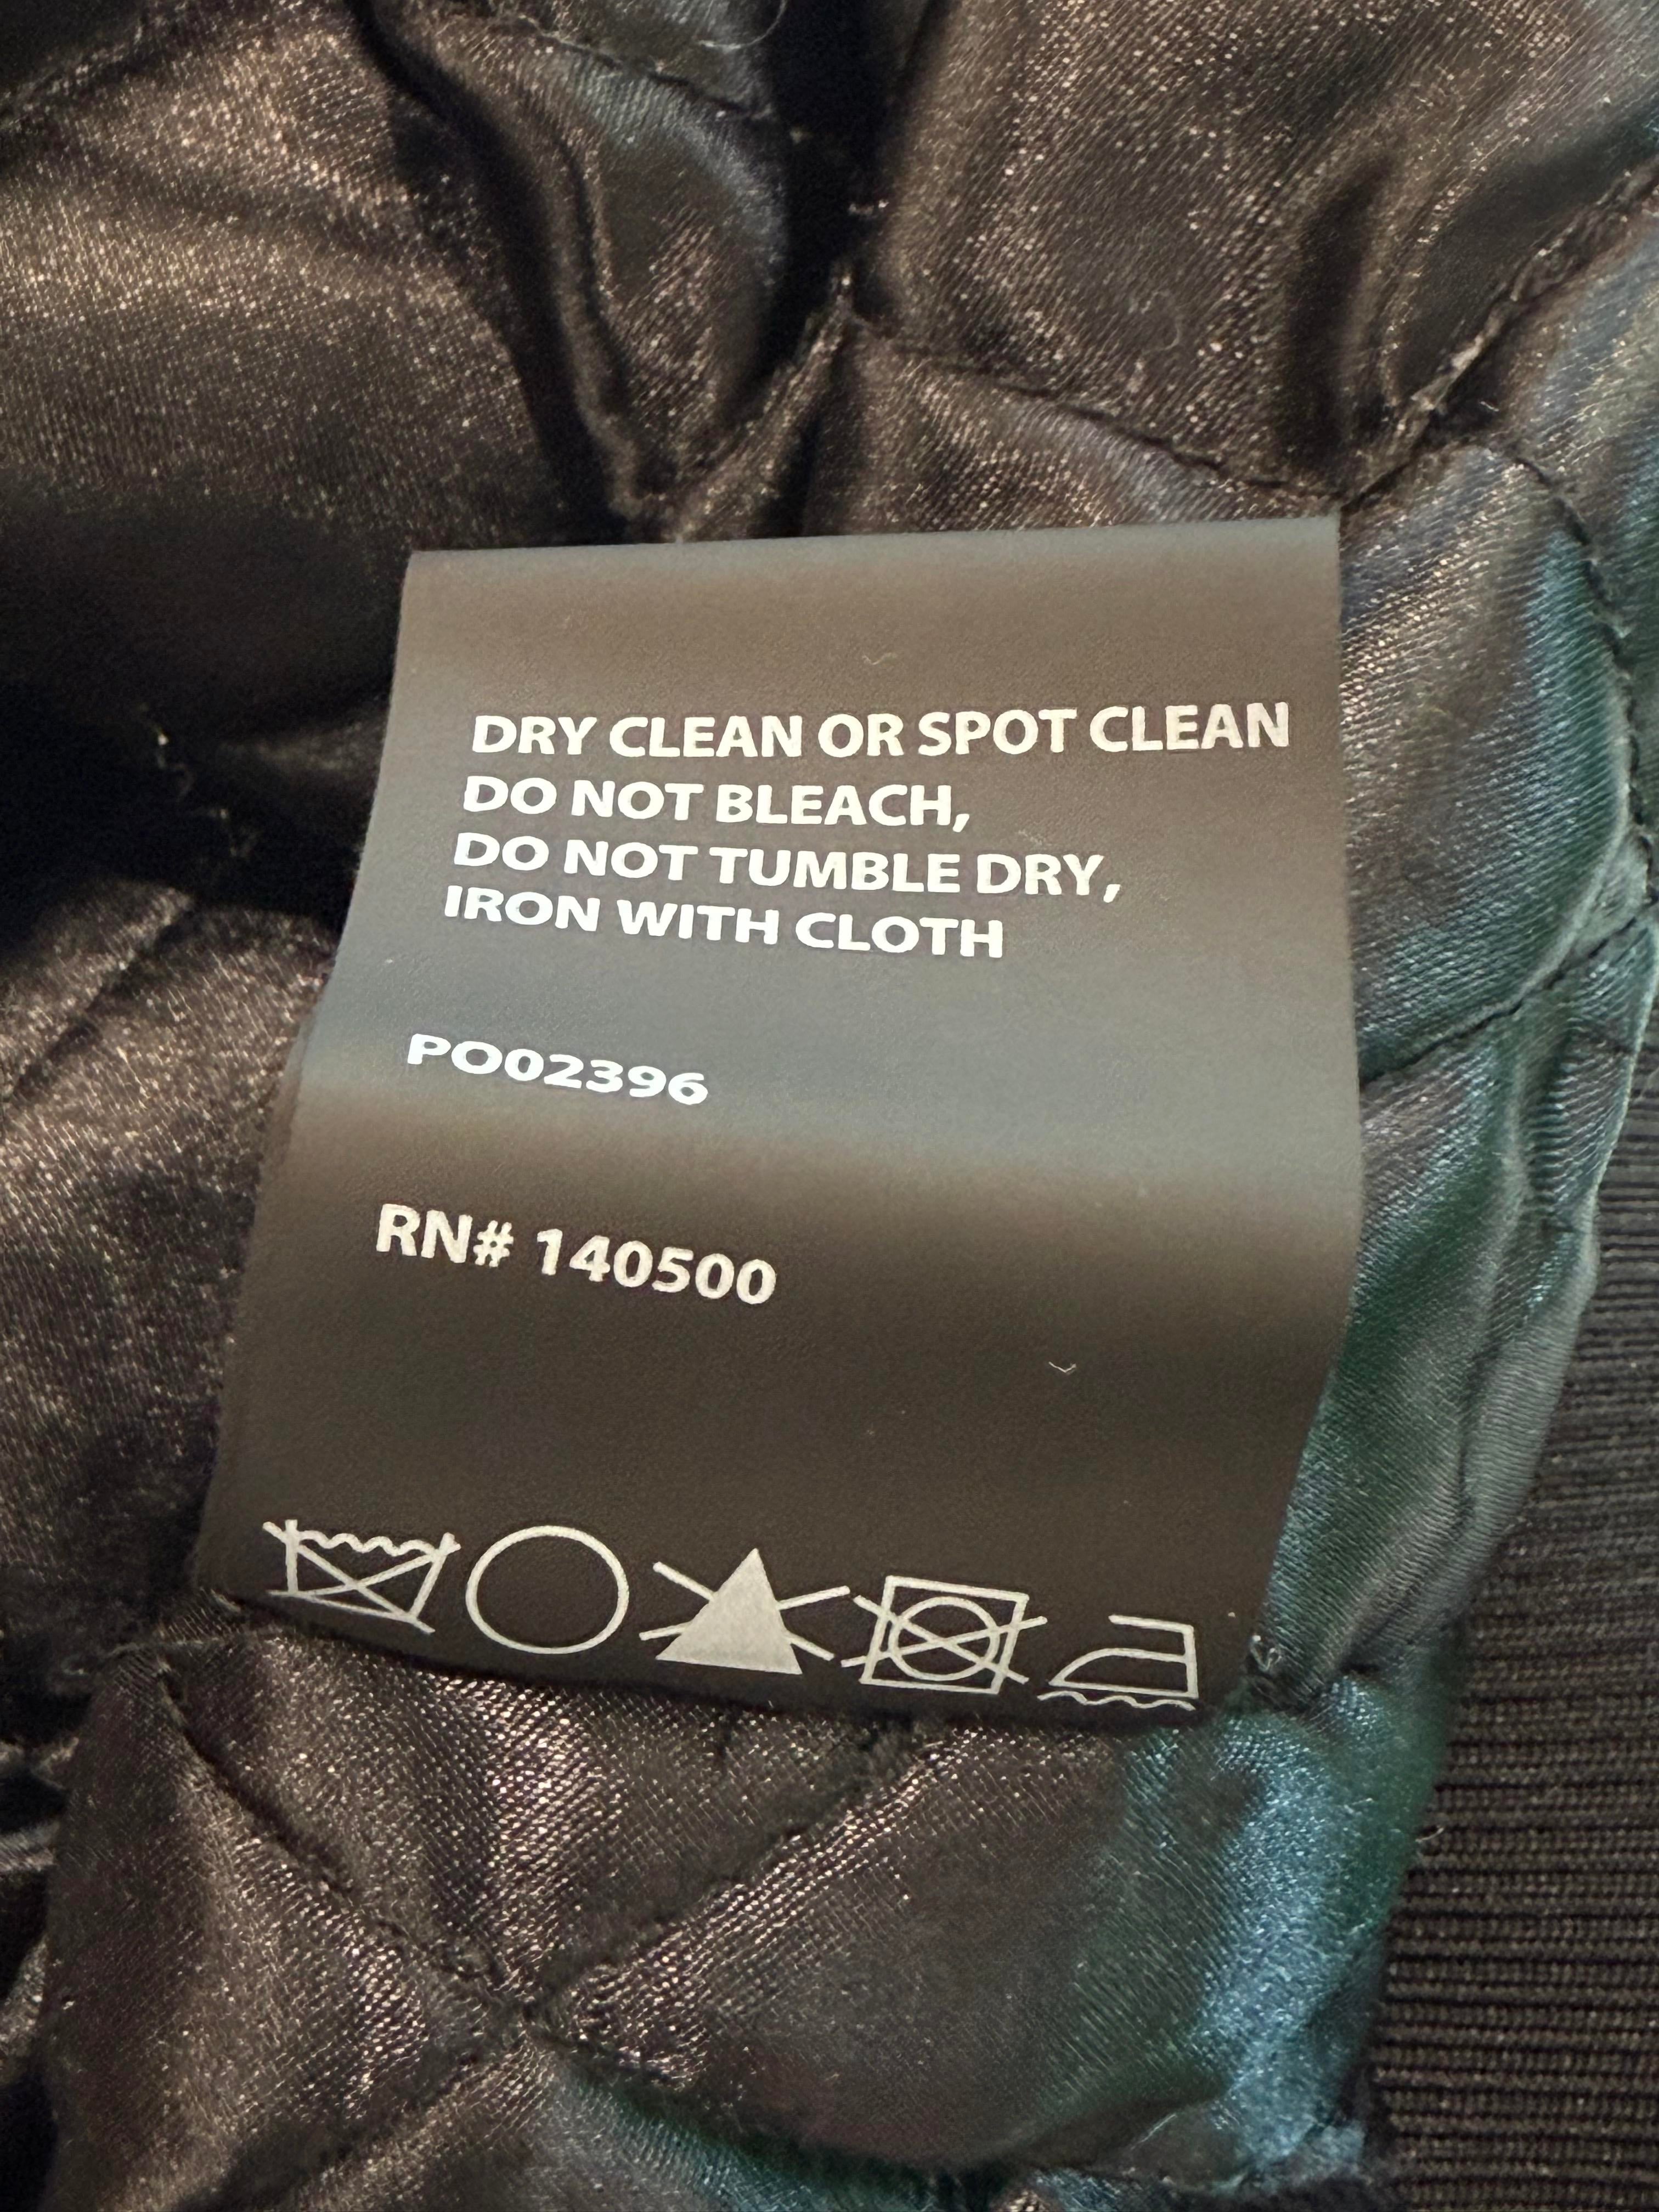 DRY CLEAN OR SPOT CLEAN
DO NOT BLEACH,
DO NOT TUMBLE DRY,
IRON WITH CLOTH
PO02396
RN# 140500